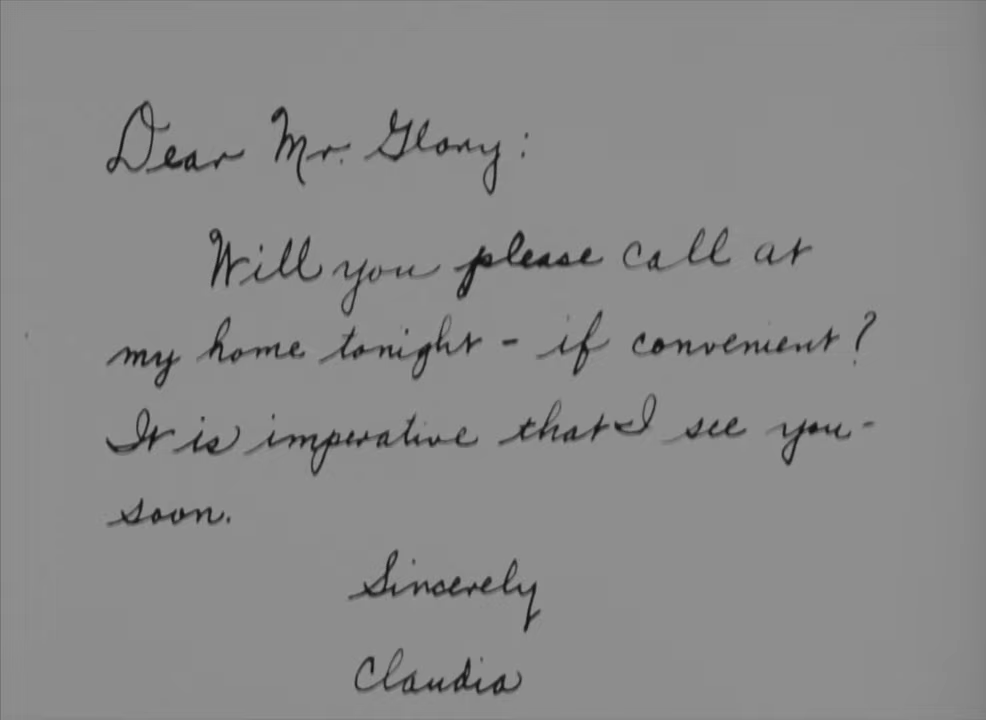 Dear Mr. Glory:
Will you please call at
my home tonight - if convenient?
It is imperative that I see you -
soon.
Sincerely
Claudia